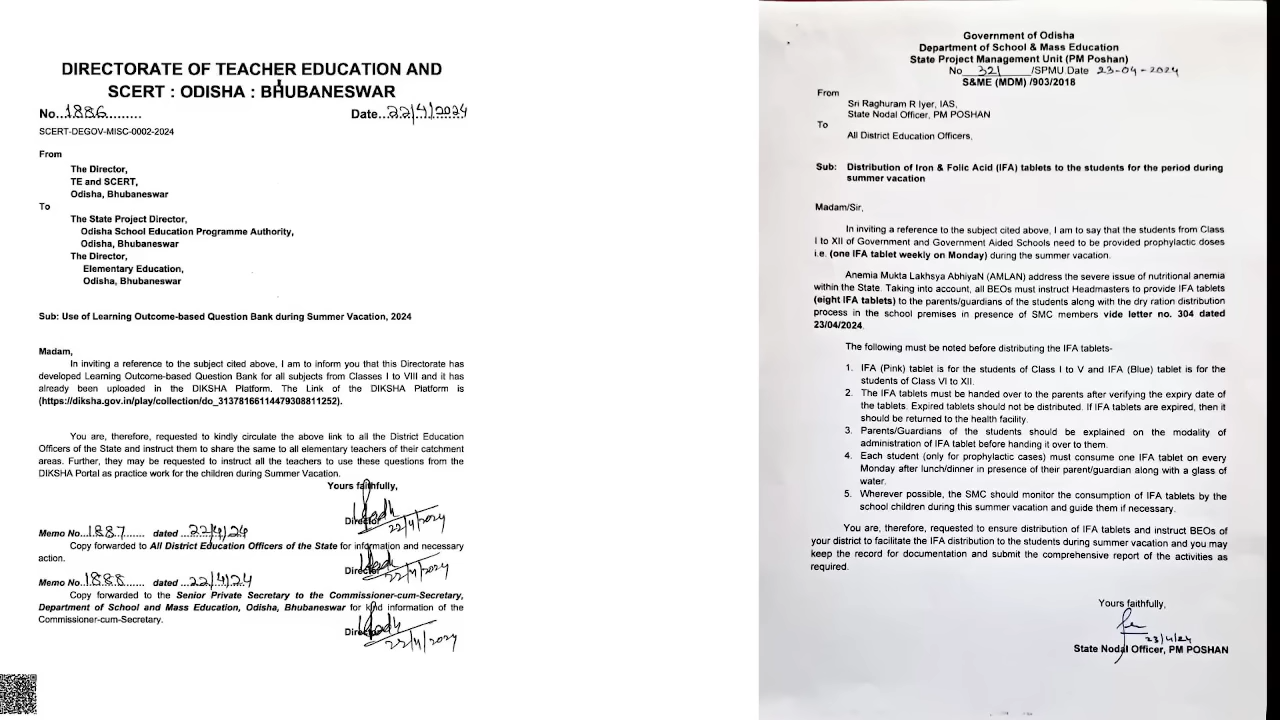 DIRECTORATE OF TEACHER EDUCATION AND
SCERT : ODISHA : BHUBANESWAR
No..1886......... Date..22/4/2024
SCERT-DEGOV-MISC-0002-2024
From
The Director,
TE and SCERT,
Odisha, Bhubaneswar
To
The State Project Director,
Odisha School Education Programme Authority,
Odisha, Bhubaneswar
The Director,
Elementary Education,
Odisha, Bhubaneswar
Sub: Use of Learning Outcome-based Question Bank during Summer Vacation, 2024
Madam,
In inviting a reference to the subject cited above, I am to inform you that this Directorate has
developed Learning Outcome-based Question Bank for all subjects from Classes I to VIII and it has
already been uploaded in the DIKSHA Platform. The Link of the DIKSHA Platform is
(https://diksha.gov.in/play/collection/do_3137816611447930881​1252).
You are, therefore, requested to kindly circulate the above link to all the District Education
Officers of the State and instruct them to share the same to all elementary teachers of their catchment
areas. Further, they may be requested to instruct all the teachers to use these questions from the
DIKSHA Portal as practice work for the children during Summer Vacation.
Yours faithfully,
Director
22/4/2024
Memo No.1887...... dated ...22/4/24
Copy forwarded to All District Education Officers of the State for information and necessary
action.
Director
22/4/2024
Memo No.1888...... dated ...22/4/24
Copy forwarded to the Senior Private Secretary to the Commissioner-cum-Secretary,
Department of School and Mass Education, Odisha, Bhubaneswar for kind information of the
Commissioner-cum-Secretary.
Director
22/4/2024
Government of Odisha
Department of School & Mass Education
State Project Management Unit (PM Poshan)
No 321 /SPMU Date 23-04-2024
S&ME (MDM) /903/2018
From
Sri Raghuram R Iyer, IAS,
State Nodal Officer, PM POSHAN
To
All District Education Officers,
Sub: Distribution of Iron & Folic Acid (IFA) tablets to the students for the period during
summer vacation
Madam/Sir,
In inviting a reference to the subject cited above, I am to say that the students from Class
I to XII of Government and Government Aided Schools need to be provided prophylactic doses
i.e. (one IFA tablet weekly on Monday) during the summer vacation.
Anemia Mukta Lakhsya AbhiyaN (AMLAN) address the severe issue of nutritional anemia
within the State. Taking into account, all BEOs must instruct Headmasters to provide IFA tablets
(eight IFA tablets) to the parents/guardians of the students along with the dry ration distribution
process in the school premises in presence of SMC members vide letter no. 304 dated
23/04/2024.
The following must be noted before distributing the IFA tablets-
1. IFA (Pink) tablet is for the students of Class I to V and IFA (Blue) tablet is for the
students of Class VI to XII.
2. The IFA tablets must be handed over to the parents after verifying the expiry date of
the tablets. Expired tablets should not be distributed. If IFA tablets are expired, then it
should be returned to the health facility.
3. Parents/Guardians of the students should be explained on the modality of
administration of IFA tablet before handing it over to them.
4. Each student (only for prophylactic cases) must consume one IFA tablet on every
Monday after lunch/dinner in presence of their parent/guardian along with a glass of
water.
5. Wherever possible, the SMC should monitor the consumption of IFA tablets by the
school children during this summer vacation and guide them if necessary.
You are, therefore, requested to ensure distribution of IFA tablets and instruct BEOs of
your district to facilitate the IFA distribution to the students during summer vacation and you may
keep the record for documentation and submit the comprehensive report of the activities as
required.
Yours faithfully,
23/4/24
State Nodal Officer, PM POSHAN